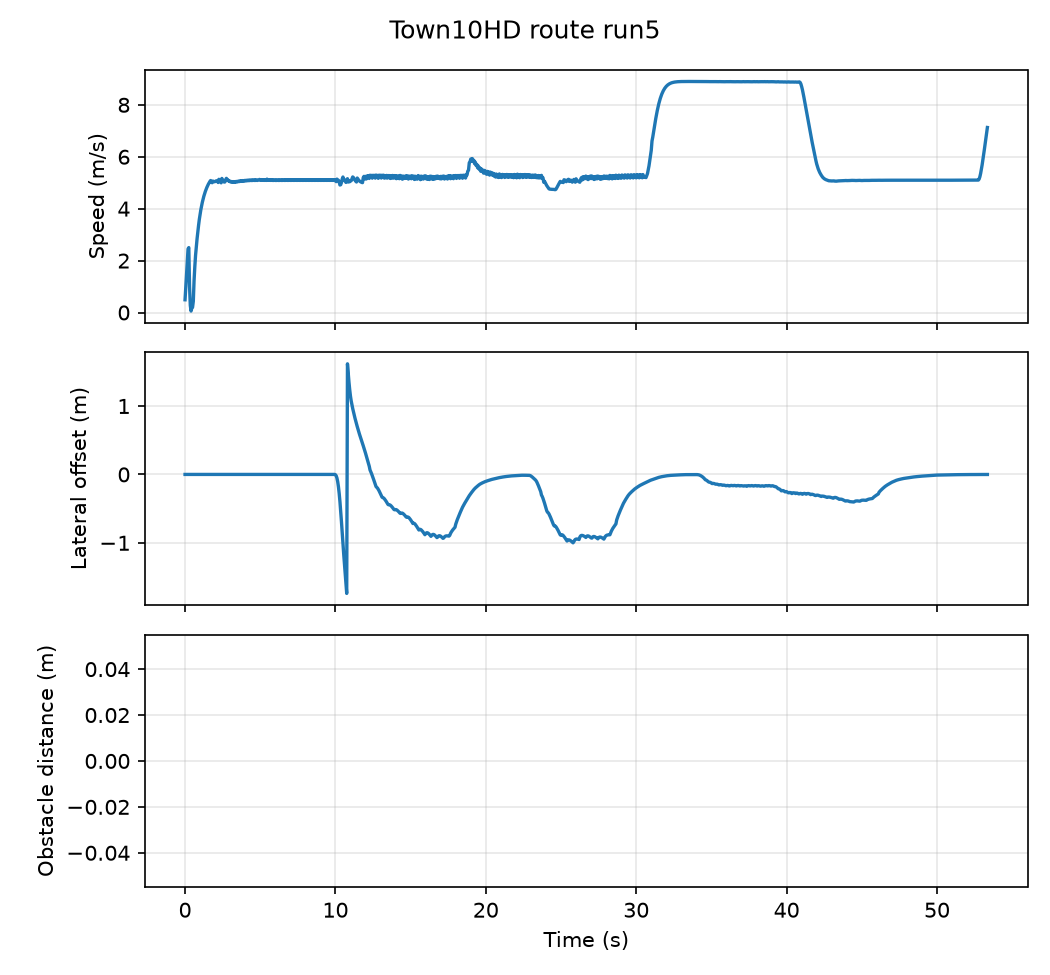 Town10HD route run5
Speed (m/s)
8
6
4
2
0
Lateral offset (m)
1
0
−1
Obstacle distance (m)
0.04
0.02
0.00
−0.02
−0.04
0 10 20 30 40 50
Time (s)